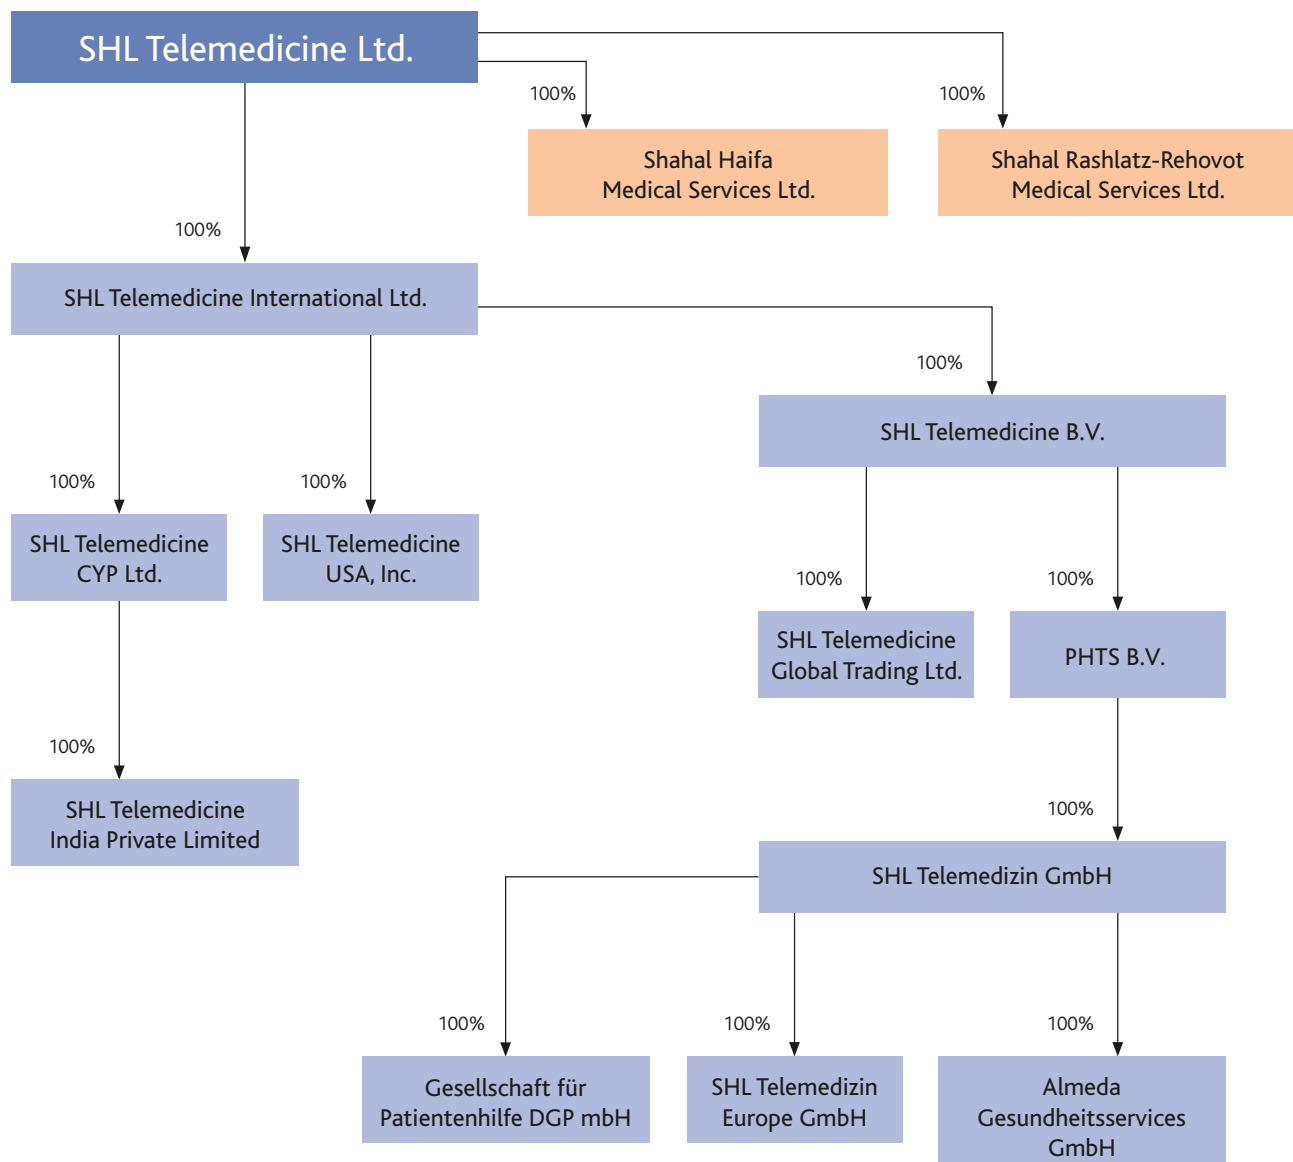 SHL Telemedicine Ltd.
100%
100%
Shahal Haifa
Medical Services Ltd.
Shahal Rashlatz-Rehovot
Medical Services Ltd.
100%
SHL Telemedicine International Ltd.
100%
SHL Telemedicine B.V.
100%
100%
SHL Telemedicine
CYP Ltd.
SHL Telemedicine
USA, Inc.
100%
100%
SHL Telemedicine
Global Trading Ltd.
PHTS B.V.
100%
SHL Telemedicine
India Private Limited
100%
SHL Telemedizin GmbH
100%
100%
100%
Gesellschaft für
Patientenhilfe DGP mbH
SHL Telemedizin
Europe GmbH
Almeda
Gesundheitsservices
GmbH